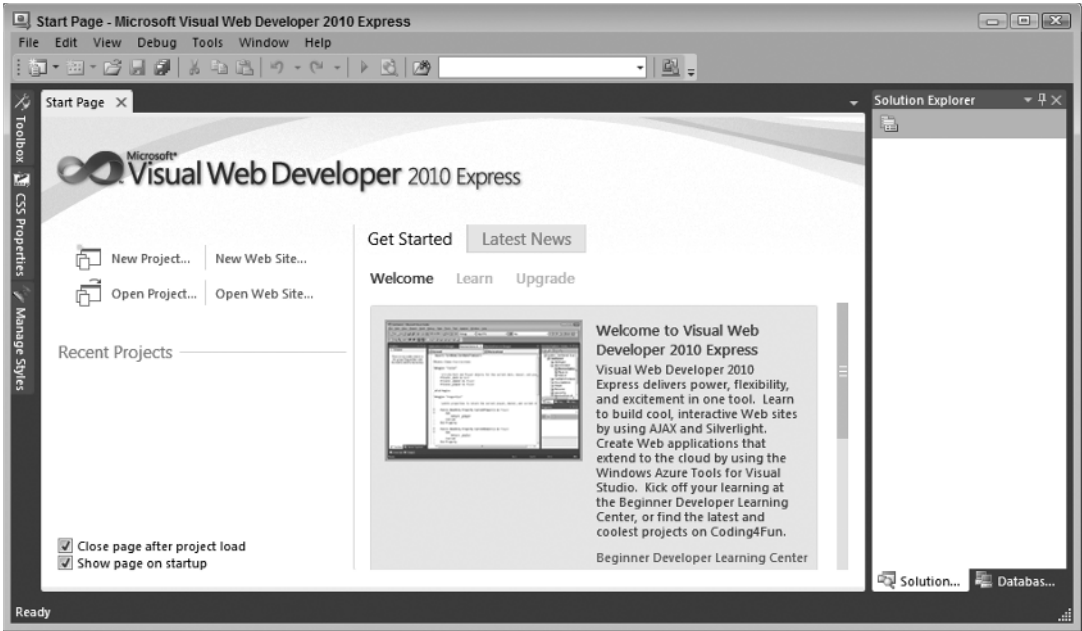 Start Page - Microsoft Visual Web Developer 2010 Express
File Edit View Debug Tools Window Help
Toolbox
CSS Properties
Manage Styles
Start Page
Microsoft®
Visual Web Developer 2010 Express
New Project... New Web Site...
Open Project... Open Web Site...
Recent Projects
Close page after project load
Show page on startup
Get Started Latest News
Welcome Learn Upgrade
Welcome to Visual Web
Developer 2010 Express
Visual Web Developer 2010
Express delivers power, flexibility,
and excitement in one tool. Learn
to build cool, interactive Web sites
by using AJAX and Silverlight.
Create Web applications that
extend to the cloud by using the
Windows Azure Tools for Visual
Studio. Kick off your learning at
the Beginner Developer Learning
Center, or find the latest and
coolest projects on Coding4Fun.
Beginner Developer Learning Center
Solution Explorer
Solution... Databas...
Ready